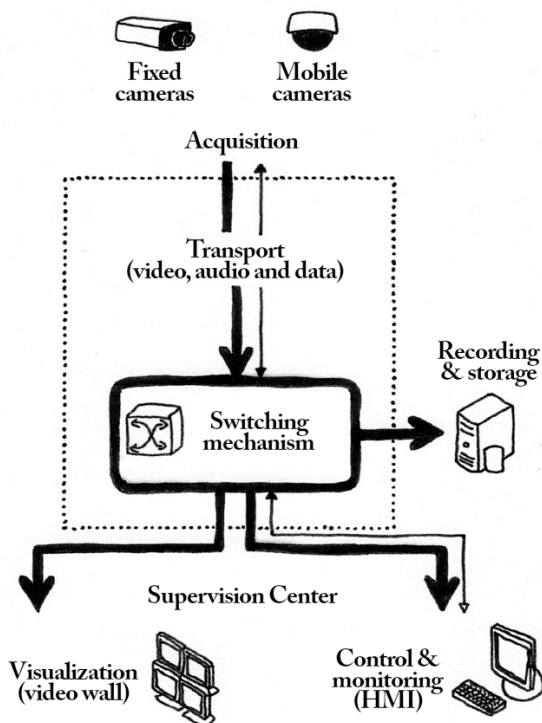 Fixed
cameras
Mobile
cameras
Acquisition
Transport
(video, audio and data)
Recording
& storage
Switching
mechanism
Supervision Center
Visualization
(video wall)
Control &
monitoring
(HMI)